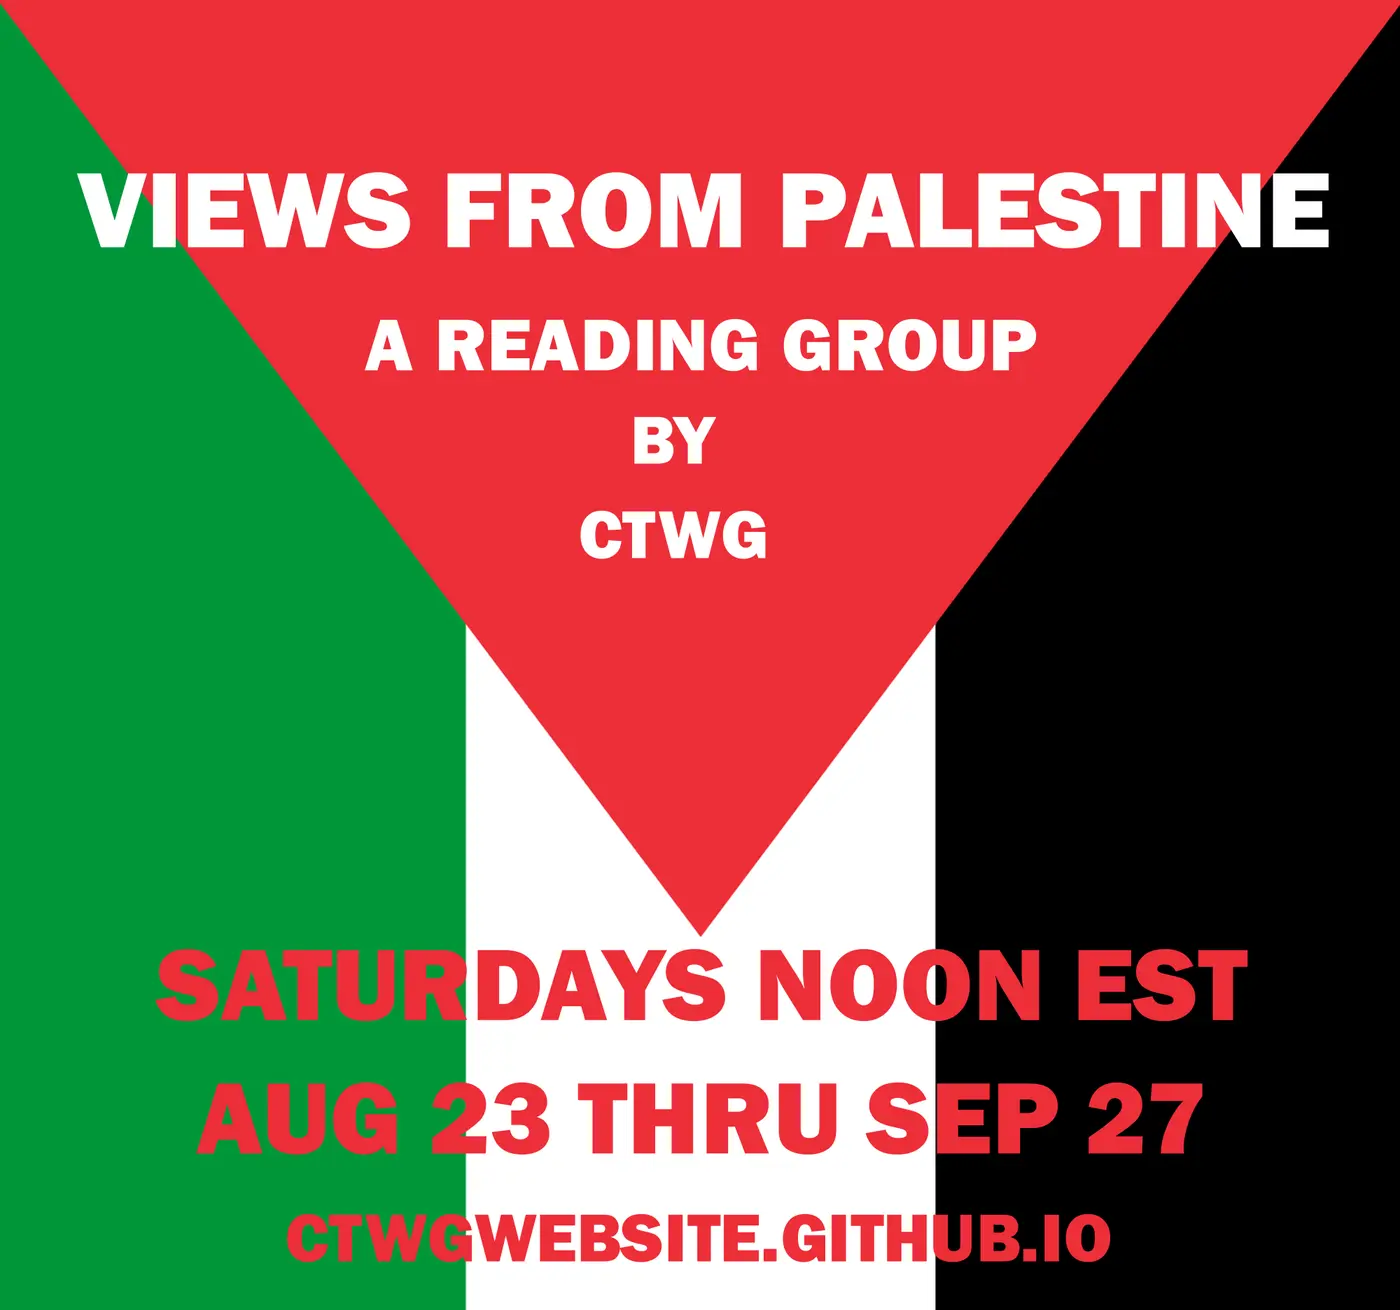 VIEWS FROM PALESTINE
A READING GROUP
BY
CTWG
SATURDAYS NOON EST
AUG 23 THRU SEP 27
CTWGWEBSITE.GITHUB.IO